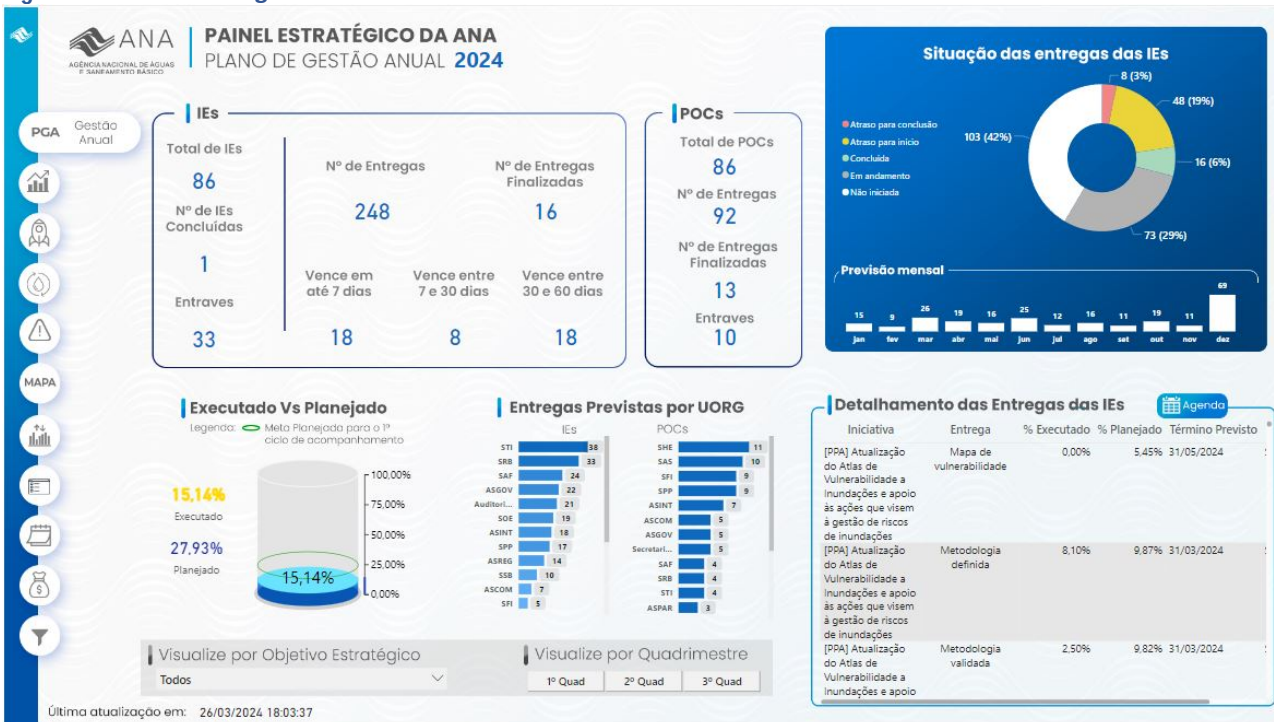 ANA
AGÊNCIA NACIONAL DE ÁGUAS
E SANEAMENTO BÁSICO
PAINEL ESTRATÉGICO DA ANA
PLANO DE GESTÃO ANUAL 2024
PGA
Gestão
Anual
MAPA
IEs
Total de IEs
86
Nº de IEs
Concluídas
1
Entraves
33
Nº de Entregas
248
Nº de Entregas
Finalizadas
16
Vence em
até 7 dias
18
Vence entre
7 e 30 dias
8
Vence entre
30 e 60 dias
18
POCs
Total de POCs
86
Nº de Entregas
92
Nº de Entregas
Finalizadas
13
Entraves
10
Situação das entregas das IEs
Atraso para conclusão
Atraso para início
Concluída
Em andamento
Não iniciada
8 (3%)
48 (19%)
16 (6%)
73 (29%)
103 (42%)
Previsão mensal
15 9 26 19 16 25 12 16 11 19 11 69
jan fev mar abr mai jun jul ago set out nov dez
Executado Vs Planejado
Legenda: Meta Planejada para o 1º
ciclo de acompanhamento
15,14%
Executado
27,93%
Planejado
100,00%
75,00%
50,00%
25,00%
0,00%
15,14%
Entregas Previstas por UORG
IEs
STI 38
SRB 33
SAF 24
ASGOV 22
Auditori... 21
SOE 19
ASINT 18
SPP 17
ASREG 14
SSB 10
ASCOM 7
SFI 5
POCs
SHE 11
SAS 10
SFI 9
SPP 9
ASINT 7
ASCOM 5
ASGOV 5
Secretari... 5
SAF 4
SRB 4
STI 4
ASPAR 3
Detalhamento das Entregas das IEs
Agenda
Iniciativa Entrega % Executado % Planejado Término Previsto
[PPA] Atualização Mapa de 0,00% 5,45% 31/05/2024
do Atlas de vulnerabilidade
Vulnerabilidade a
Inundações e apoio
às ações que visem
à gestão de riscos
de inundações
[PPA] Atualização Metodologia 8,10% 9,87% 31/03/2024
do Atlas de definida
Vulnerabilidade a
Inundações e apoio
às ações que visem
à gestão de riscos
de inundações
[PPA] Atualização Metodologia 2,50% 9,82% 31/03/2024
do Atlas de validada
Vulnerabilidade a
Inundações e apoio
Visualize por Objetivo Estratégico
Todos
Visualize por Quadrimestre
1º Quad 2º Quad 3º Quad
Última atualização em: 26/03/2024 18:03:37